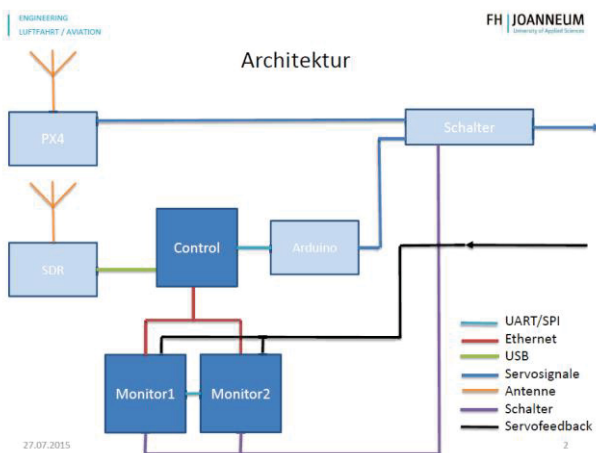 ENGINEERING
LUFTFAHRT / AVIATION
FH | JOANNEUM
University of Applied Sciences
Architektur
PX4
Schalter
SDR
Control
Arduino
Monitor1
Monitor2
UART/SPI
Ethernet
USB
Servosignale
Antenne
Schalter
Servofeedback
27.07.2015
2